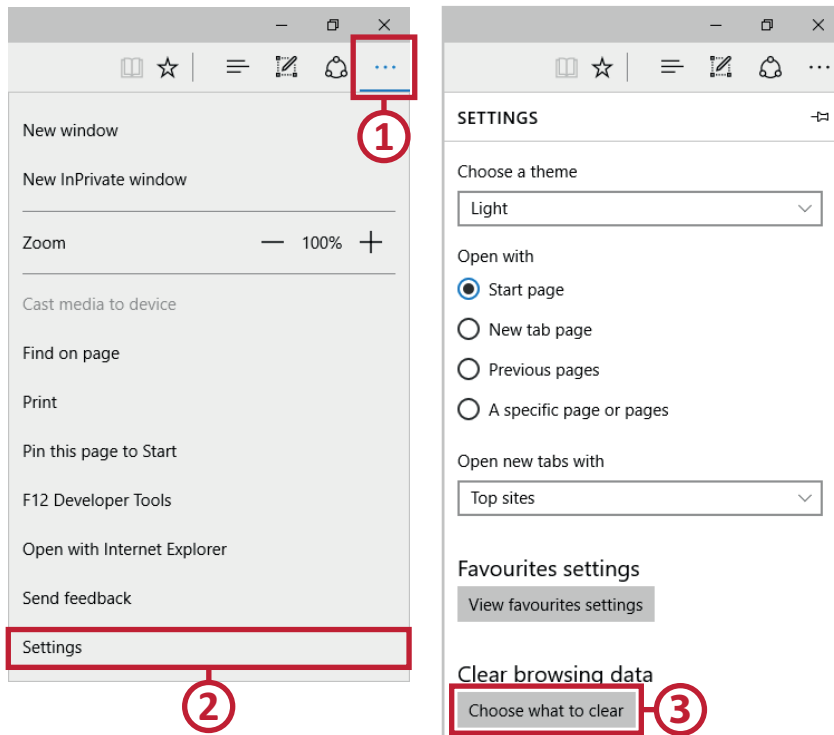 1
New window
New InPrivate window
Zoom — 100% +
Cast media to device
Find on page
Print
Pin this page to Start
F12 Developer Tools
Open with Internet Explorer
Send feedback
Settings
2
SETTINGS
Choose a theme
Light
Open with
Start page
New tab page
Previous pages
A specific page or pages
Open new tabs with
Top sites
Favourites settings
View favourites settings
Clear browsing data
Choose what to clear
3